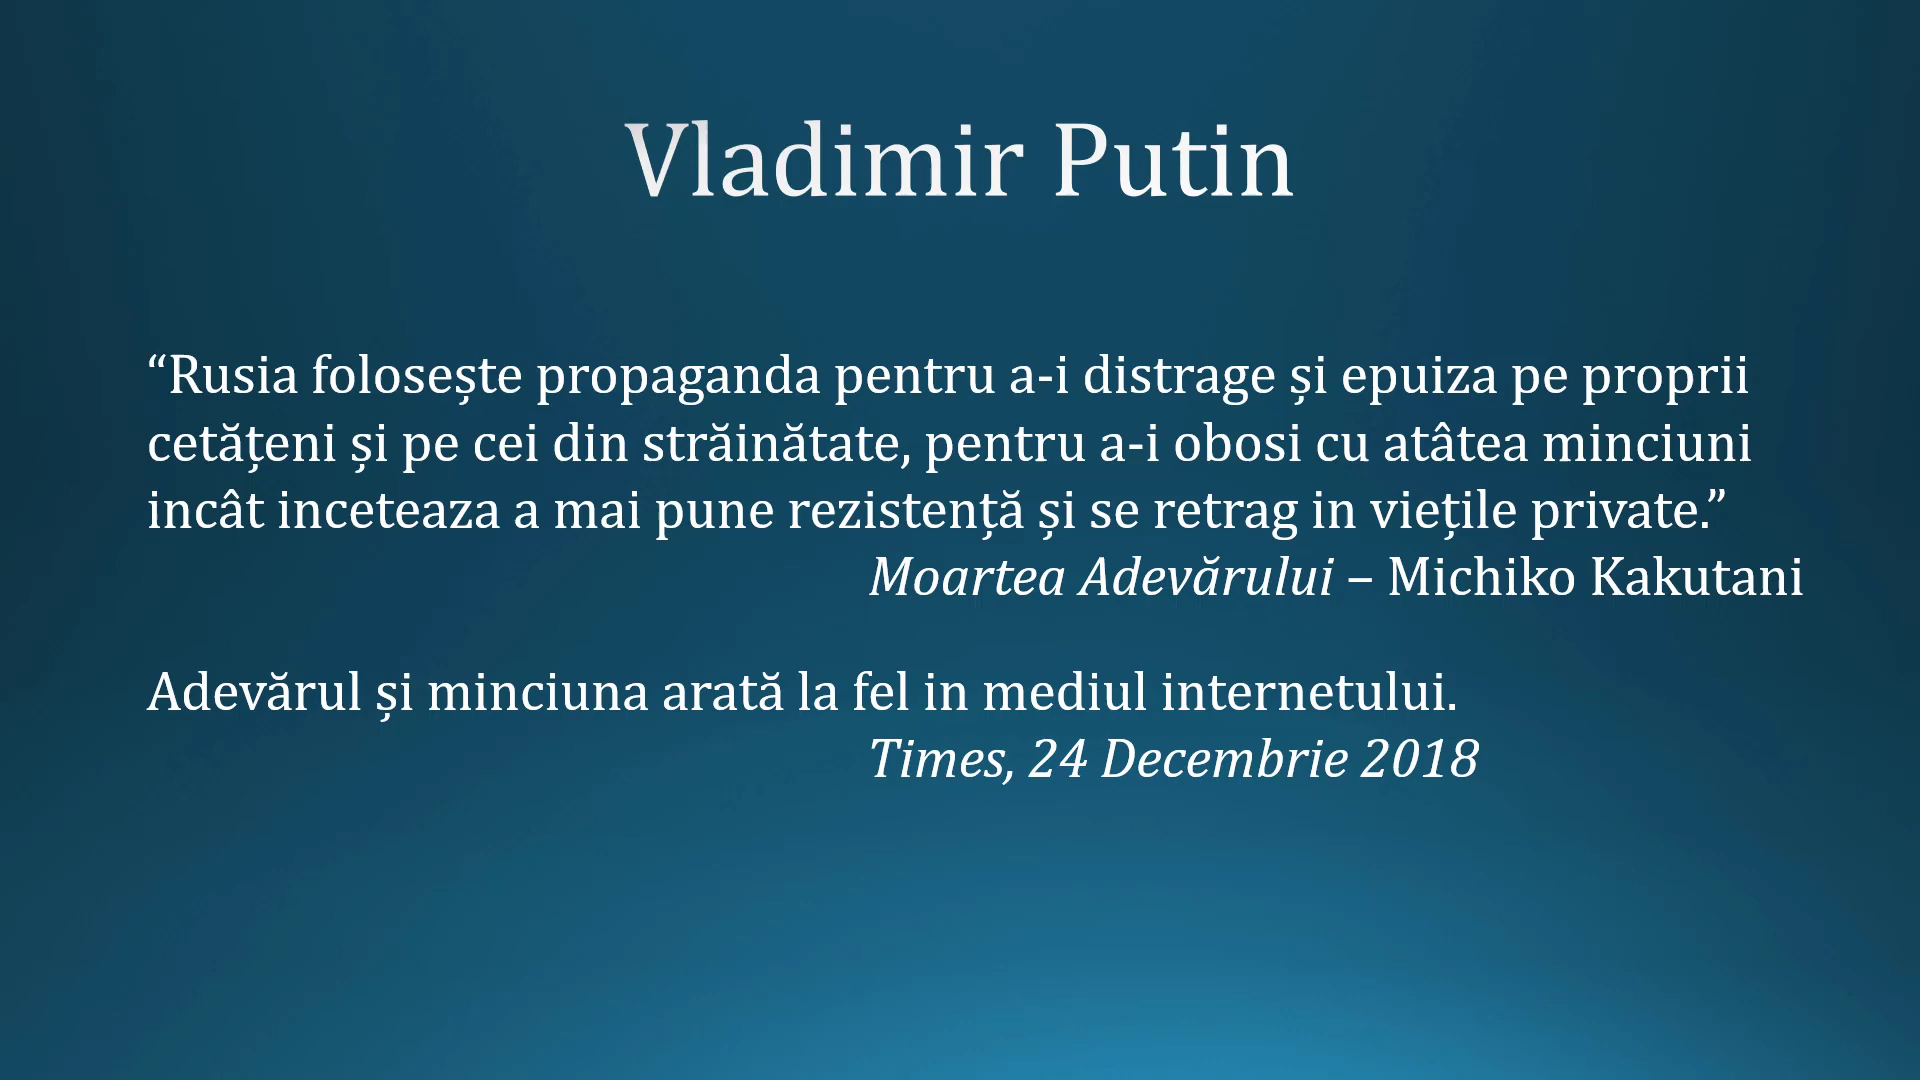 Vladimir Putin
“Rusia folosește propaganda pentru a-i distrage și epuiza pe proprii
cetățeni și pe cei din străinătate, pentru a-i obosi cu atâtea minciuni
incât inceteaza a mai pune rezistență și se retrag in viețile private.”
Moartea Adevărului – Michiko Kakutani
Adevărul și minciuna arată la fel in mediul internetului.
Times, 24 Decembrie 2018